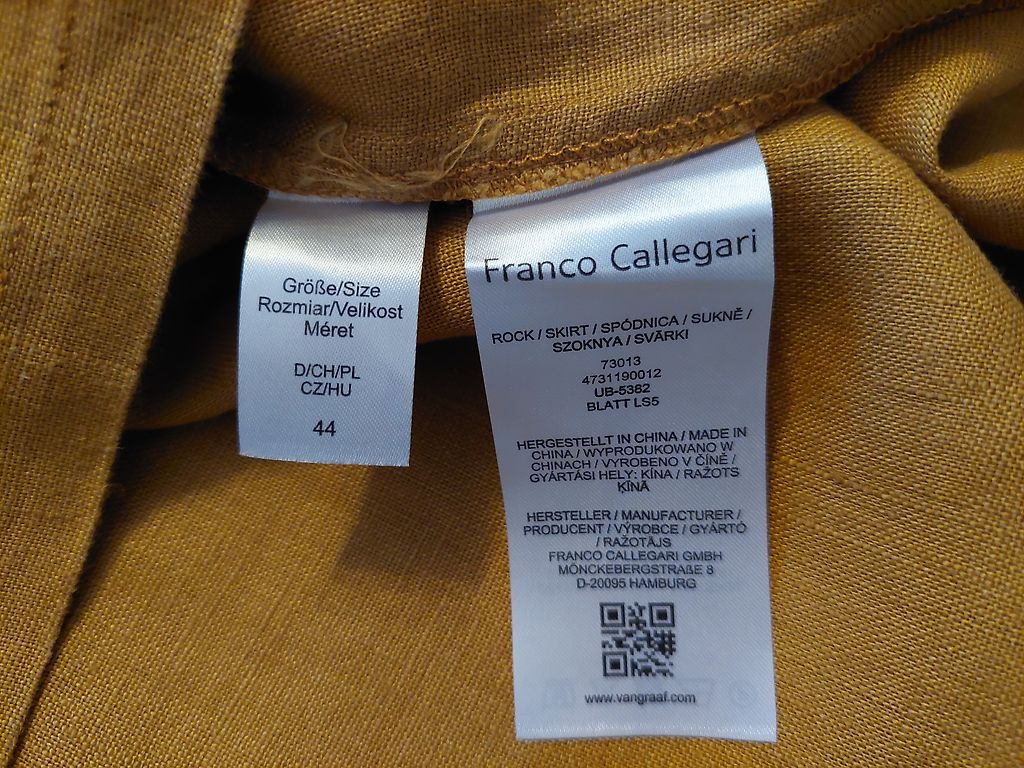 Größe/Size
Rozmiar/Velikost
Méret
D/CH/PL
CZ/HU
44
Franco Callegari
ROCK / SKIRT / SPÓDNICA / SUKNĚ /
SZOKNYA / SVĀRKI
73013
4731190012
UB-5382
BLATT LS5
HERGESTELLT IN CHINA / MADE IN
CHINA / WYPRODUKOWANO W
CHINACH / VYROBENO V ČÍNĚ /
GYÁRTÁSI HELY: KÍNA / RAŽOTS
ĶĪNĀ
HERSTELLER / MANUFACTURER /
PRODUCENT / VÝROBCE / GYÁRTÓ
/ RAŽOTĀJS
FRANCO CALLEGARI GMBH
MÖNCKEBERGSTRAßE 8
D-20095 HAMBURG
www.vangraaf.com